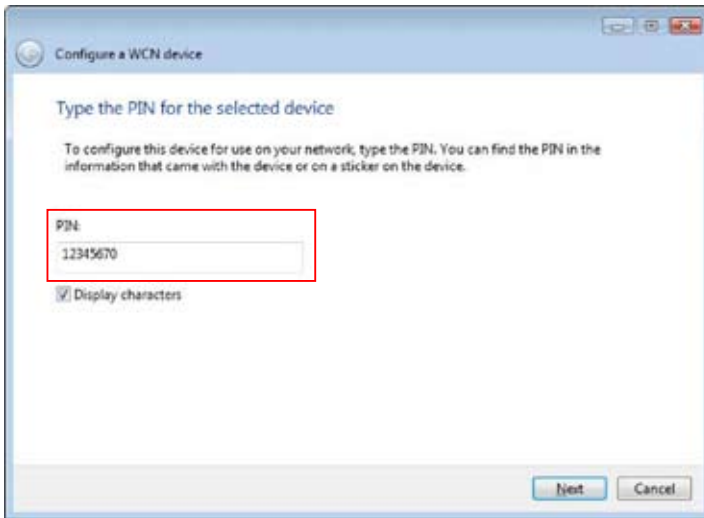 Configure a WCN device
Type the PIN for the selected device
To configure this device for use on your network, type the PIN. You can find the PIN in the
information that came with the device or on a sticker on the device.
PIN:
12345670
Display characters
Next
Cancel